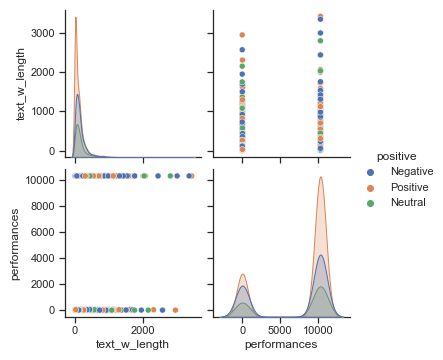 3000
2000
1000
0
text_w_length
10000
8000
6000
4000
2000
0
performances
0
2000
text_w_length
0
5000
10000
performances
positive
Negative
Positive
Neutral